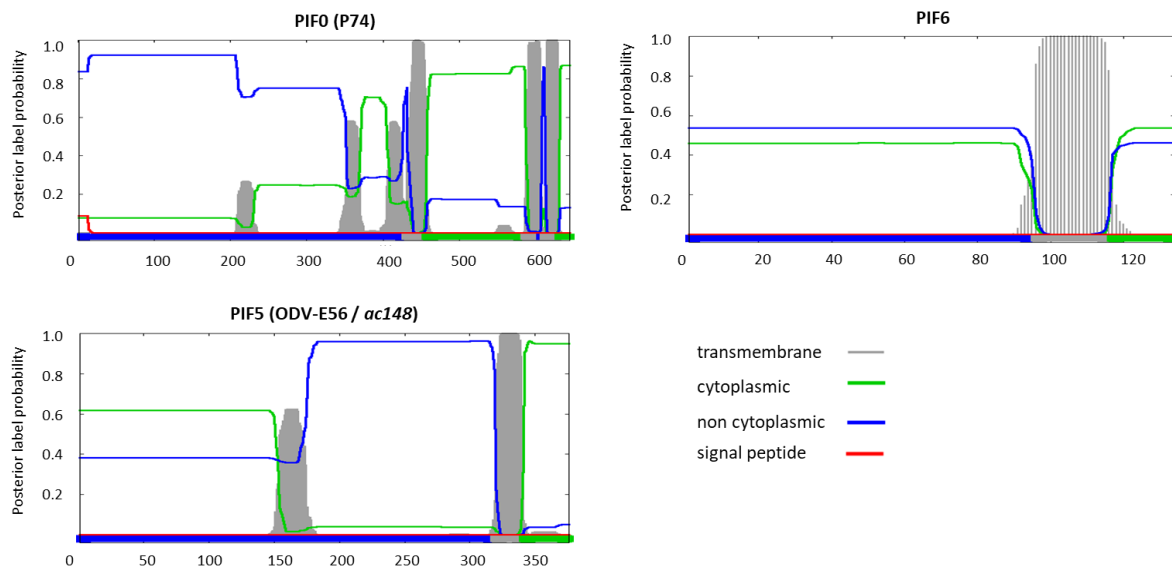 PIF0 (P74)
Posterior label probability
1.0
0.8
0.6
0.4
0.2
0 100 200 300 400 500 600
PIF6
Posterior label probability
1.0
0.8
0.6
0.4
0.2
0 20 40 60 80 100 120
PIF5 (ODV-E56 / ac148)
Posterior label probability
1.0
0.8
0.6
0.4
0.2
0 50 100 150 200 250 300 350
transmembrane
cytoplasmic
non cytoplasmic
signal peptide